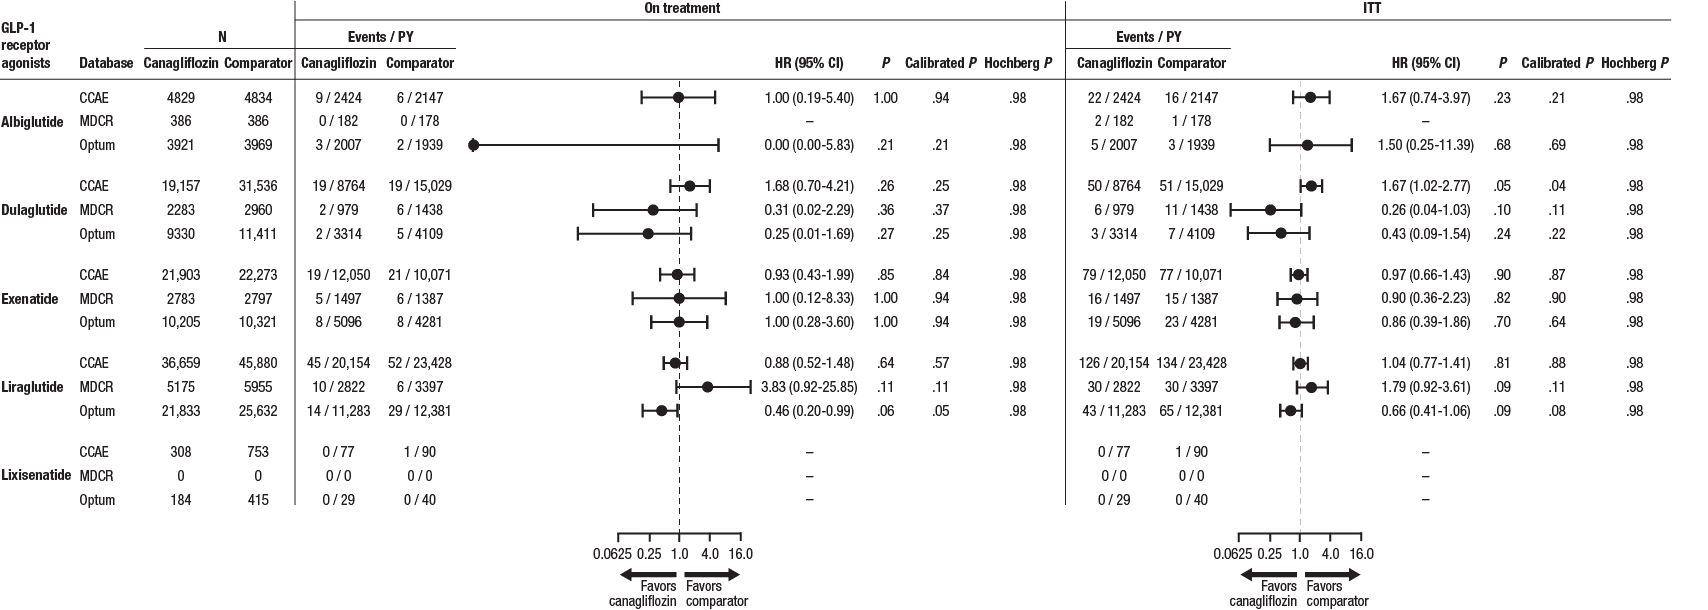 On treatment ITT
GLP-1 receptor agonists Database N Events / PY Events / PY
Canagliflozin Comparator Canagliflozin Comparator HR (95% CI) P Calibrated P Hochberg P Canagliflozin Comparator HR (95% CI) P Calibrated P Hochberg P
CCAE 4829 4834 9 / 2424 6 / 2147 1.00 (0.19-5.40) 1.00 .94 .98 22 / 2424 16 / 2147 1.67 (0.74-3.97) .23 .21 .98
Albiglutide MDCR 386 386 0 / 182 0 / 178 – 2 / 182 1 / 178 –
Optum 3921 3969 3 / 2007 2 / 1939 0.00 (0.00-5.83) .21 .21 .98 5 / 2007 3 / 1939 1.50 (0.25-11.39) .68 .69 .98
CCAE 19,157 31,536 19 / 8764 19 / 15,029 1.68 (0.70-4.21) .26 .25 .98 50 / 8764 51 / 15,029 1.67 (1.02-2.77) .05 .04 .98
Dulaglutide MDCR 2283 2960 2 / 979 6 / 1438 0.31 (0.02-2.29) .36 .37 .98 6 / 979 11 / 1438 0.26 (0.04-1.03) .10 .11 .98
Optum 9330 11,411 2 / 3314 5 / 4109 0.25 (0.01-1.69) .27 .25 .98 3 / 3314 7 / 4109 0.43 (0.09-1.54) .24 .22 .98
CCAE 21,903 22,273 19 / 12,050 21 / 10,071 0.93 (0.43-1.99) .85 .84 .98 79 / 12,050 77 / 10,071 0.97 (0.66-1.43) .90 .87 .98
Exenatide MDCR 2783 2797 5 / 1497 6 / 1387 1.00 (0.12-8.33) 1.00 .94 .98 16 / 1497 15 / 1387 0.90 (0.36-2.23) .82 .90 .98
Optum 10,205 10,321 8 / 5096 8 / 4281 1.00 (0.28-3.60) 1.00 .94 .98 19 / 5096 23 / 4281 0.86 (0.39-1.86) .70 .64 .98
CCAE 36,659 45,880 45 / 20,154 52 / 23,428 0.88 (0.52-1.48) .64 .57 .98 126 / 20,154 134 / 23,428 1.04 (0.77-1.41) .81 .88 .98
Liraglutide MDCR 5175 5955 10 / 2822 6 / 3397 3.83 (0.92-25.85) .11 .11 .98 30 / 2822 30 / 3397 1.79 (0.92-3.61) .09 .11 .98
Optum 21,833 25,632 14 / 11,283 29 / 12,381 0.46 (0.20-0.99) .06 .05 .98 43 / 11,283 65 / 12,381 0.66 (0.41-1.06) .09 .08 .98
CCAE 308 753 0 / 77 1 / 90 – 0 / 77 1 / 90 –
Lixisenatide MDCR 0 0 0 / 0 0 / 0 – 0 / 0 0 / 0 –
Optum 184 415 0 / 29 0 / 40 – 0 / 29 0 / 40 –
0.0625 0.25 1.0 4.0 16.0 0.0625 0.25 1.0 4.0 16.0
Favors Favors Favors Favors
canagliflozin comparator canagliflozin comparator